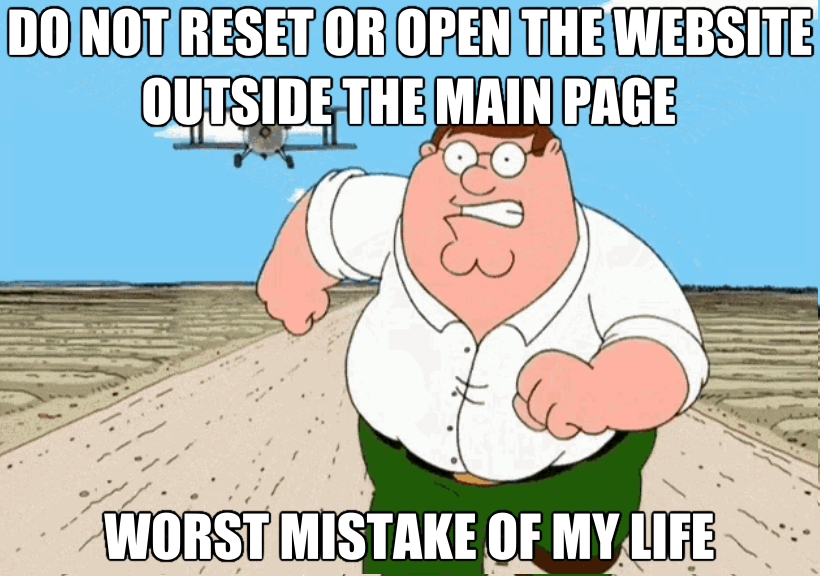 DO NOT RESET OR OPEN THE WEBSITE
OUTSIDE THE MAIN PAGE
WORST MISTAKE OF MY LIFE